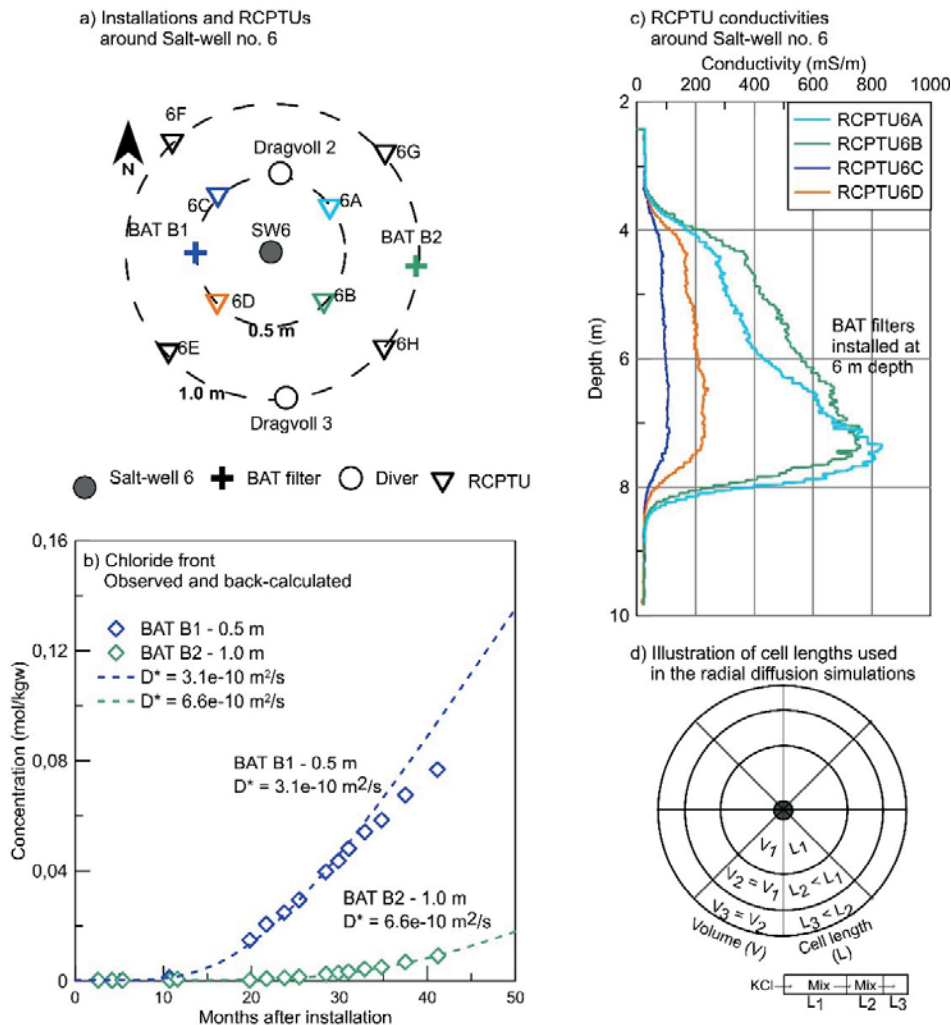 a) Installations and RCPTUs
around Salt-well no. 6
6F
N
Dragvoll 2
6G
6C
6A
BAT B1
SW6
BAT B2
6D
6B
0.5 m
6E
6H
1.0 m
Dragvoll 3
Salt-well 6
BAT filter
Diver
RCPTU
c) RCPTU conductivities
around Salt-well no. 6
Conductivity (mS/m)
0 200 400 600 800 1000
2
4
6
8
10
Depth (m)
RCPTU6A
RCPTU6B
RCPTU6C
RCPTU6D
BAT filters
installed at
6 m depth
b) Chloride front
Observed and back-calculated
0,16
0,12
0,08
0,04
0
Concentration (mol/kgw)
BAT B1 - 0.5 m
BAT B2 - 1.0 m
D* = 3.1e-10 m²/s
D* = 6.6e-10 m²/s
BAT B1 - 0.5 m
D* = 3.1e-10 m²/s
BAT B2 - 1.0 m
D* = 6.6e-10 m²/s
0 10 20 30 40 50
Months after installation
d) Illustration of cell lengths used
in the radial diffusion simulations
V₁ L₁
V₂ = V₁ L₂ < L₁
V₃ = V₂ L₃ < L₂
Volume (V)
Cell length
(L)
KCl Mix Mix
L₁ L₂ L₃